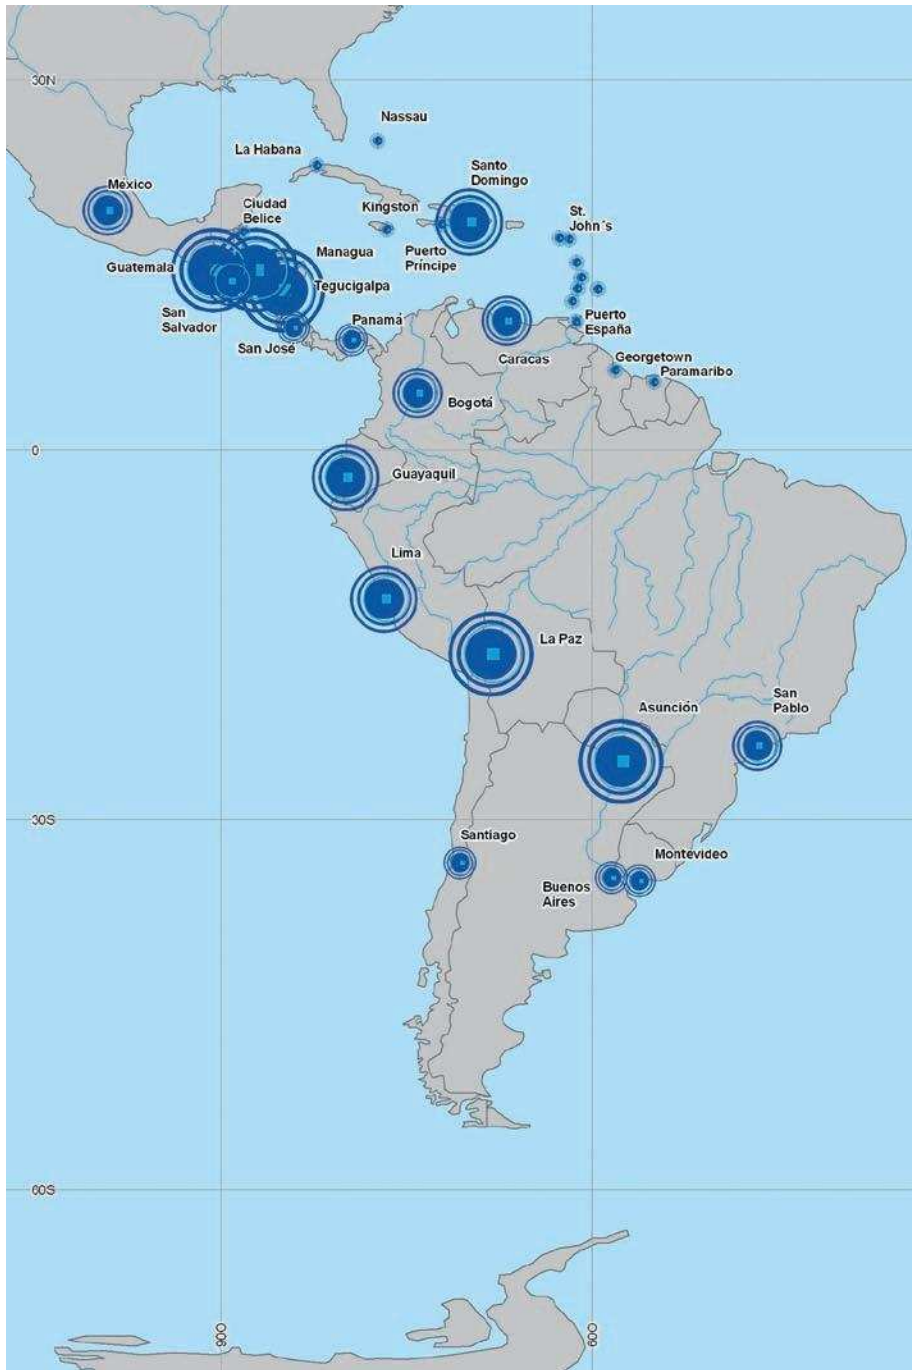 30N
Nassau
La Habana
Santo
Domingo
Mexico
Ciudad
Belice
Kingston
St.
John´s
Guatemala
Managua
Puerto
Príncipe
Tegucigalpa
San
Salvador
Panamá
Puerto
España
San José
Caracas
Georgetown
Paramaribo
Bogotá
0
Guayaquil
Lima
La Paz
San
Pablo
Asunción
30S
Santiago
Montevideo
Buenos
Aires
60S
90O
60O